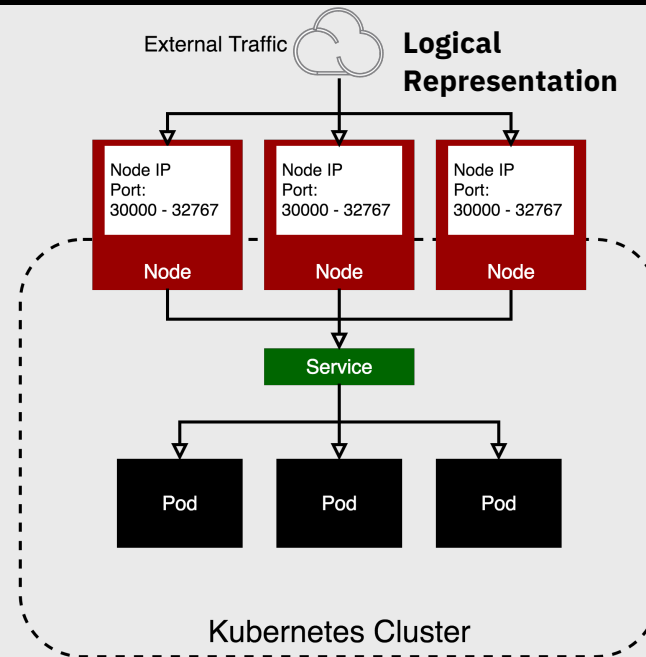 External Traffic
Logical
Representation
Node IP
Port:
30000 - 32767
Node
Node IP
Port:
30000 - 32767
Node
Node IP
Port:
30000 - 32767
Node
Service
Pod
Pod
Pod
Kubernetes Cluster